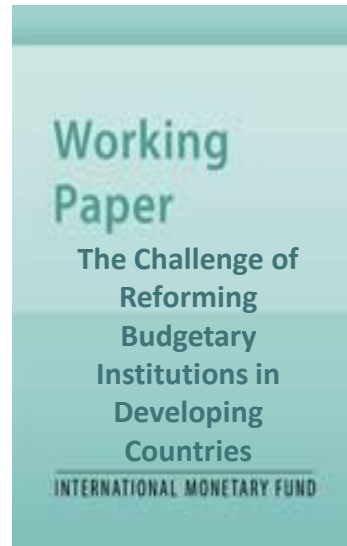 Working
Paper
The Challenge of
Reforming
Budgetary
Institutions in
Developing
Countries
INTERNATIONAL MONETARY FUND